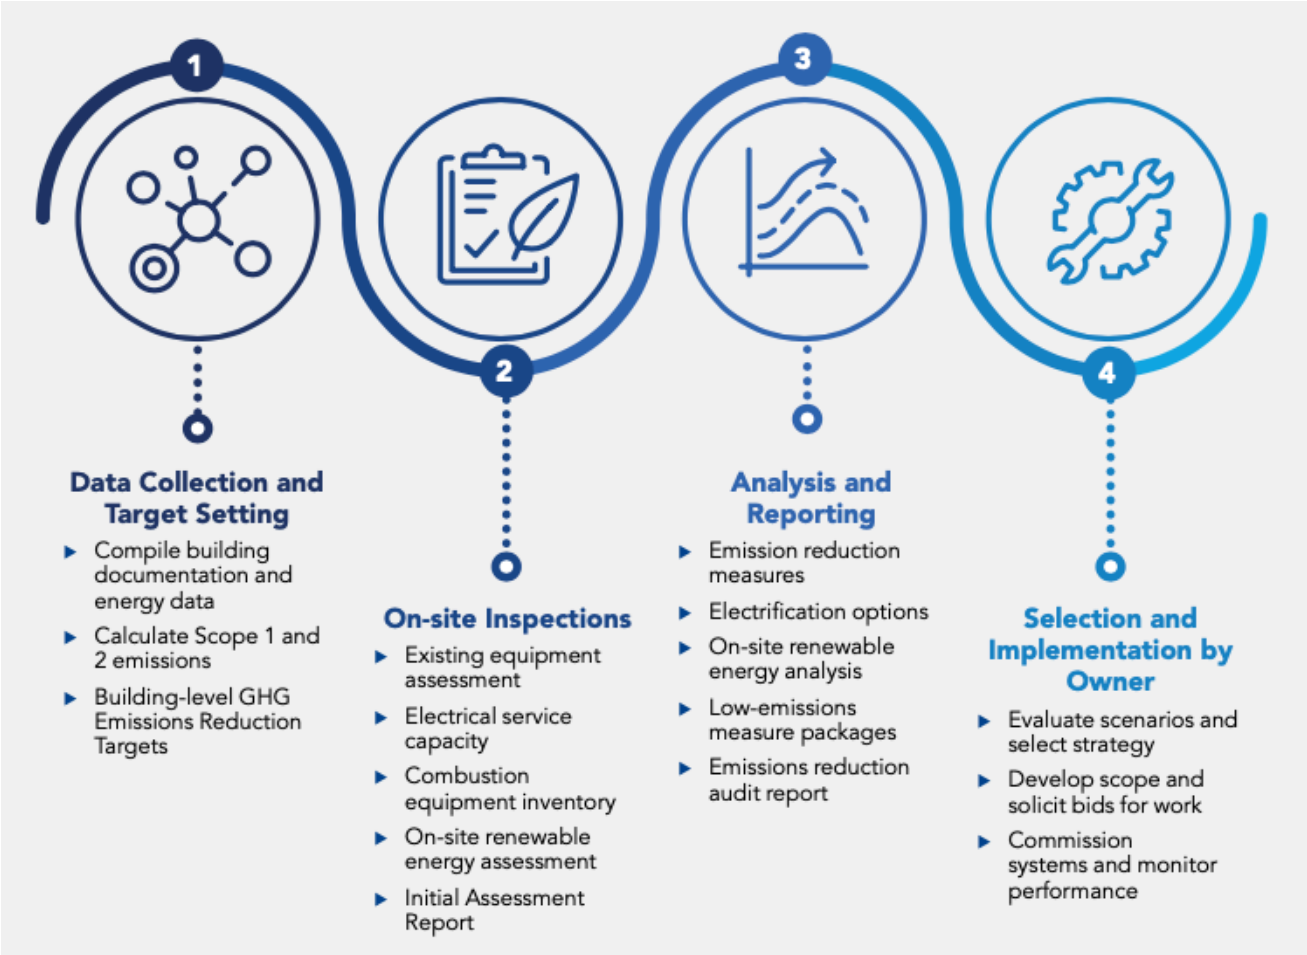 1
Data Collection and
Target Setting
Compile building
documentation and
energy data
Calculate Scope 1 and
2 emissions
Building-level GHG
Emissions Reduction
Targets
2
On-site Inspections
Existing equipment
assessment
Electrical service
capacity
Combustion
equipment inventory
On-site renewable
energy assessment
Initial Assessment
Report
3
Analysis and
Reporting
Emission reduction
measures
Electrification options
On-site renewable
energy analysis
Low-emissions
measure packages
Emissions reduction
audit report
4
Selection and
Implementation by
Owner
Evaluate scenarios and
select strategy
Develop scope and
solicit bids for work
Commission
systems and monitor
performance